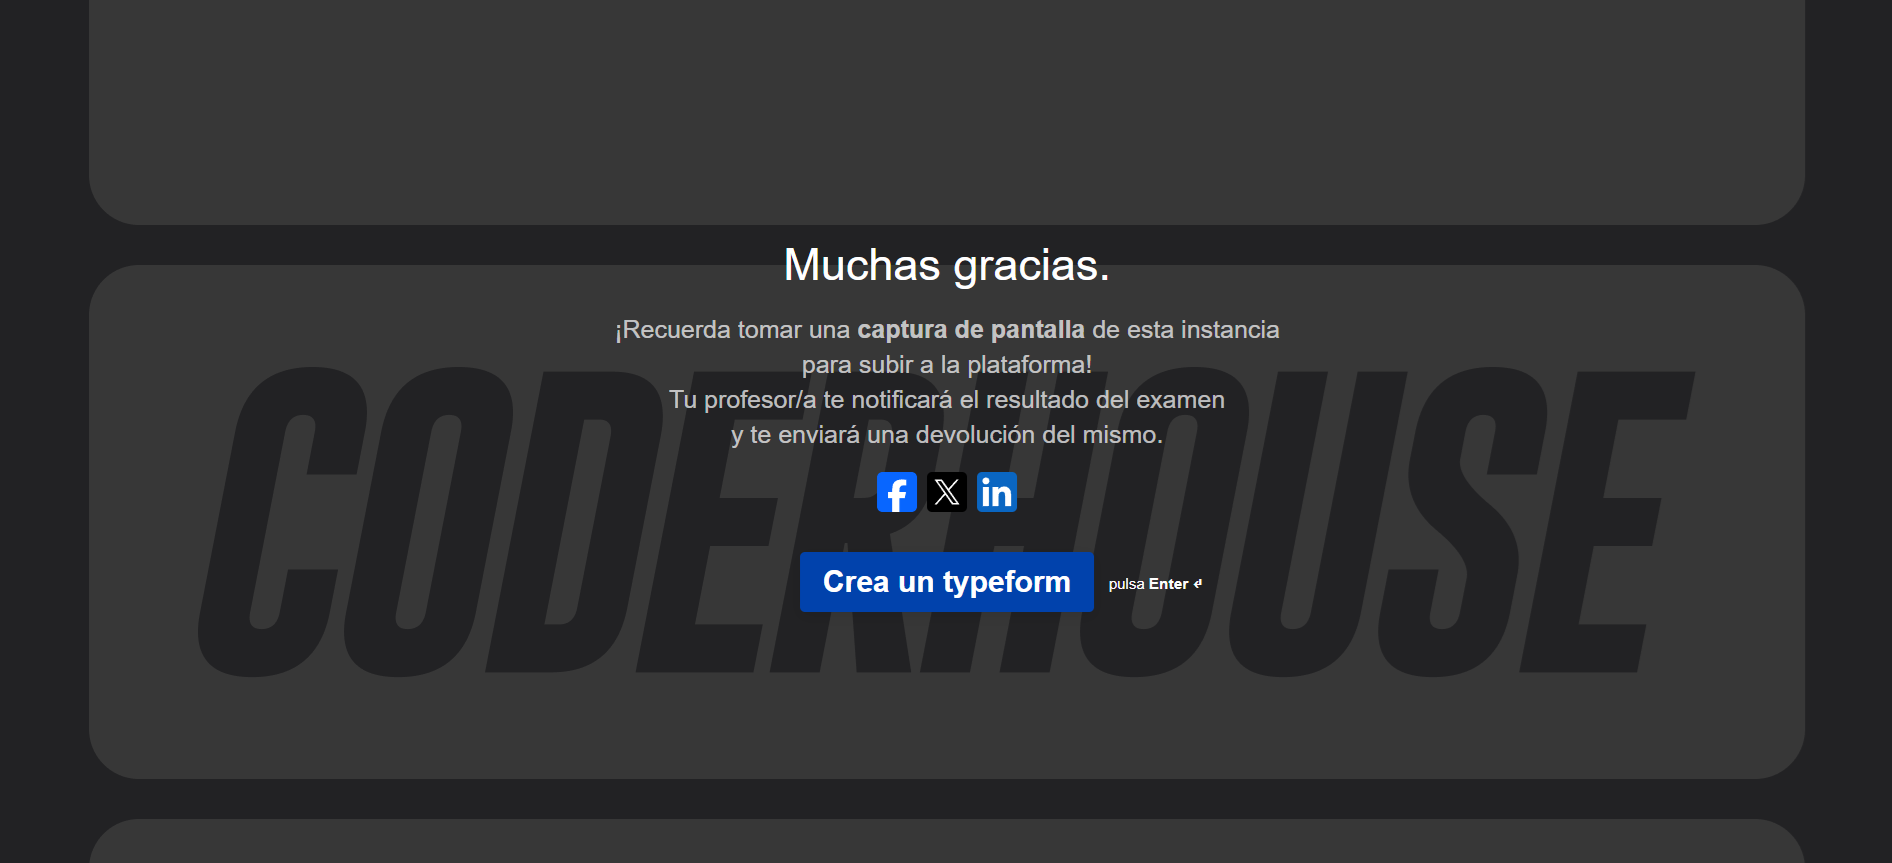 Muchas gracias.
¡Recuerda tomar una captura de pantalla de esta instancia
para subir a la plataforma!
Tu profesor/a te notificará el resultado del examen
y te enviará una devolución del mismo.
CODERHOUSE
Crea un typeform
pulsa Enter ↵